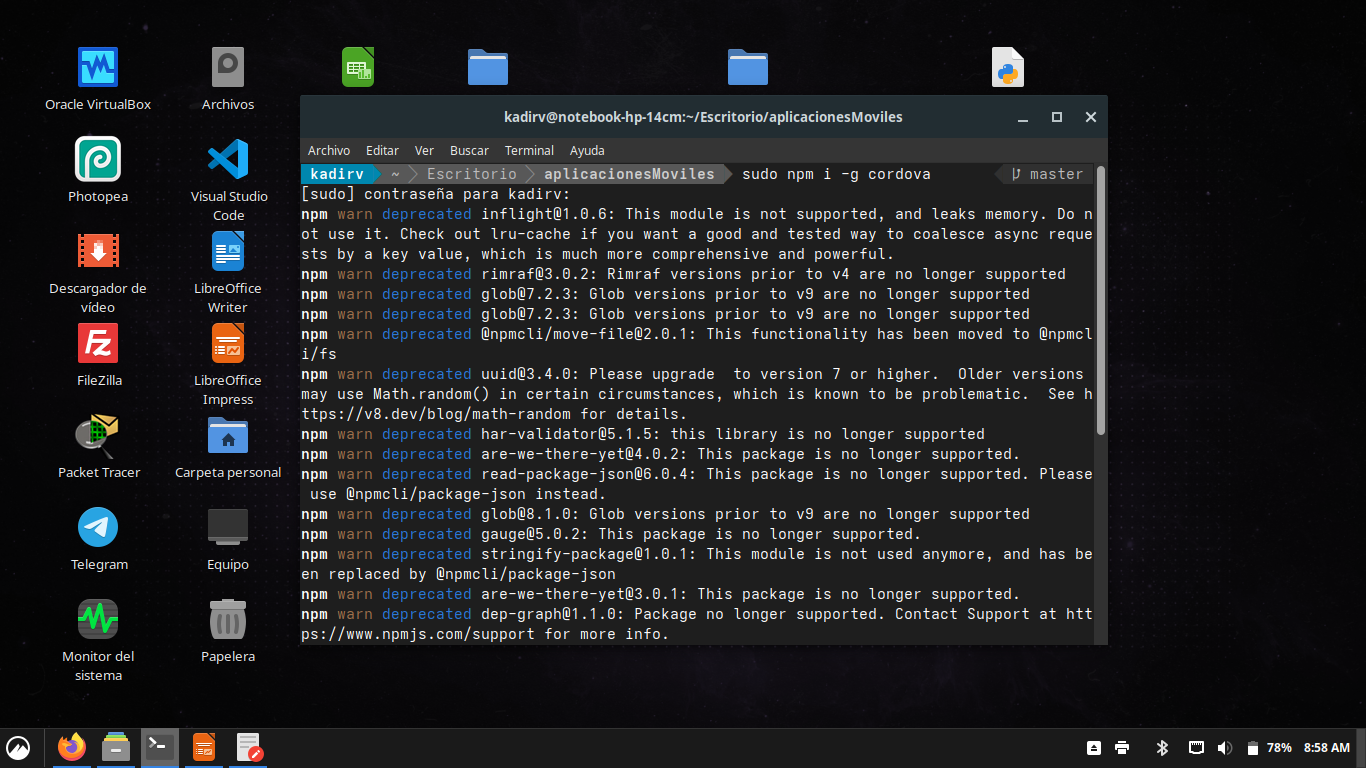 Oracle VirtualBox
Archivos
Photopea
Visual Studio
Code
Descargador de
vídeo
LibreOffice
Writer
FileZilla
LibreOffice
Impress
Packet Tracer
Carpeta personal
Telegram
Equipo
Monitor del
sistema
Papelera
kadirv@notebook-hp-14cm:~/Escritorio/aplicacionesMoviles
Archivo Editar Ver Buscar Terminal Ayuda
kadirv ~ Escritorio aplicacionesMoviles sudo npm i -g cordova master
[sudo] contraseña para kadirv:
npm warn deprecated inflight@1.0.6: This module is not supported, and leaks memory. Do n
ot use it. Check out lru-cache if you want a good and tested way to coalesce async reque
sts by a key value, which is much more comprehensive and powerful.
npm warn deprecated rimraf@3.0.2: Rimraf versions prior to v4 are no longer supported
npm warn deprecated glob@7.2.3: Glob versions prior to v9 are no longer supported
npm warn deprecated glob@7.2.3: Glob versions prior to v9 are no longer supported
npm warn deprecated @npmcli/move-file@2.0.1: This functionality has been moved to @npmcl
i/fs
npm warn deprecated uuid@3.4.0: Please upgrade  to version 7 or higher.  Older versions
may use Math.random() in certain circumstances, which is known to be problematic.  See h
ttps://v8.dev/blog/math-random for details.
npm warn deprecated har-validator@5.1.5: this library is no longer supported
npm warn deprecated are-we-there-yet@4.0.2: This package is no longer supported.
npm warn deprecated read-package-json@6.0.4: This package is no longer supported. Please
 use @npmcli/package-json instead.
npm warn deprecated glob@8.1.0: Glob versions prior to v9 are no longer supported
npm warn deprecated gauge@5.0.2: This package is no longer supported.
npm warn deprecated stringify-package@1.0.1: This module is not used anymore, and has be
en replaced by @npmcli/package-json
npm warn deprecated are-we-there-yet@3.0.1: This package is no longer supported.
npm warn deprecated dep-graph@1.1.0: Package no longer supported. Contact Support at htt
ps://www.npmjs.com/support for more info.
78% 8:58 AM